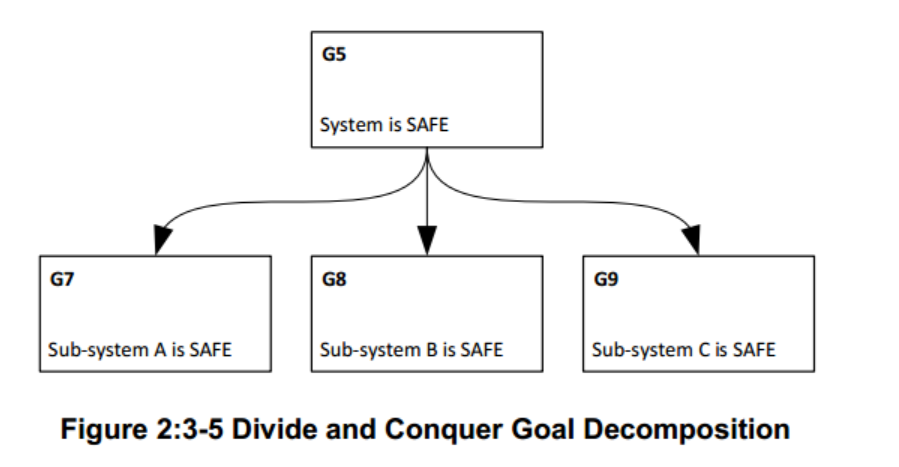 G5
System is SAFE
G7
Sub-system A is SAFE
G8
Sub-system B is SAFE
G9
Sub-system C is SAFE
Figure 2:3-5 Divide and Conquer Goal Decomposition